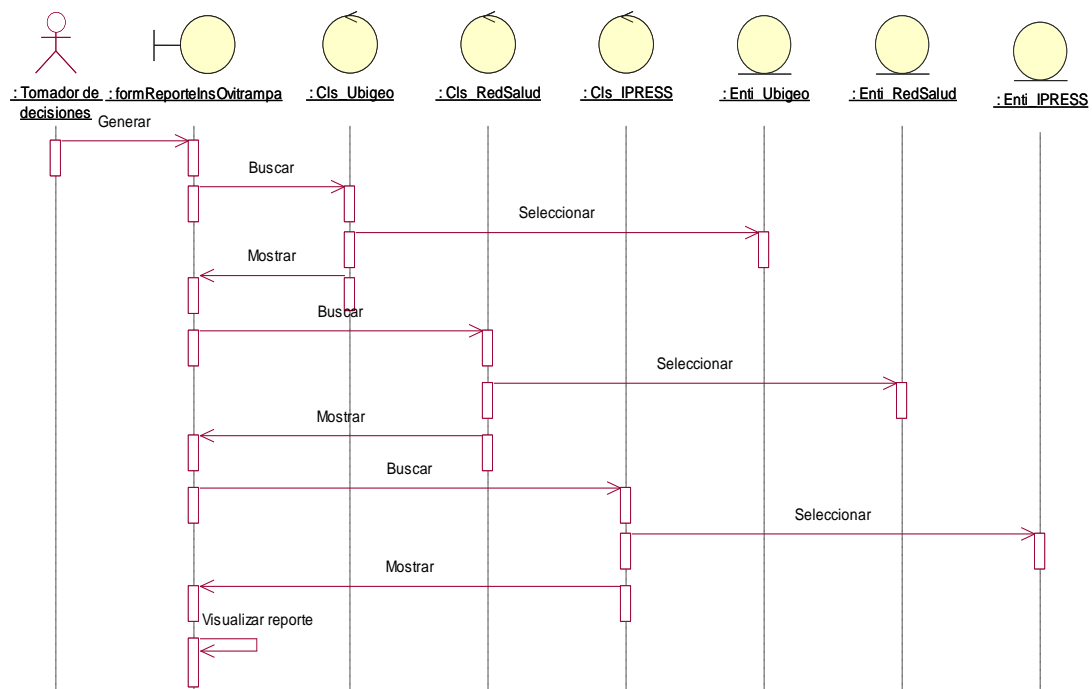 : Tomador de
decisiones
: formReporteInsOvitrampa
: Cls_Ubigeo
: Cls_RedSalud
: Cls_IPRESS
: Enti_Ubigeo
: Enti_RedSalud
: Enti_IPRESS
Generar
Buscar
Seleccionar
Mostrar
Buscar
Seleccionar
Mostrar
Buscar
Seleccionar
Mostrar
Visualizar reporte